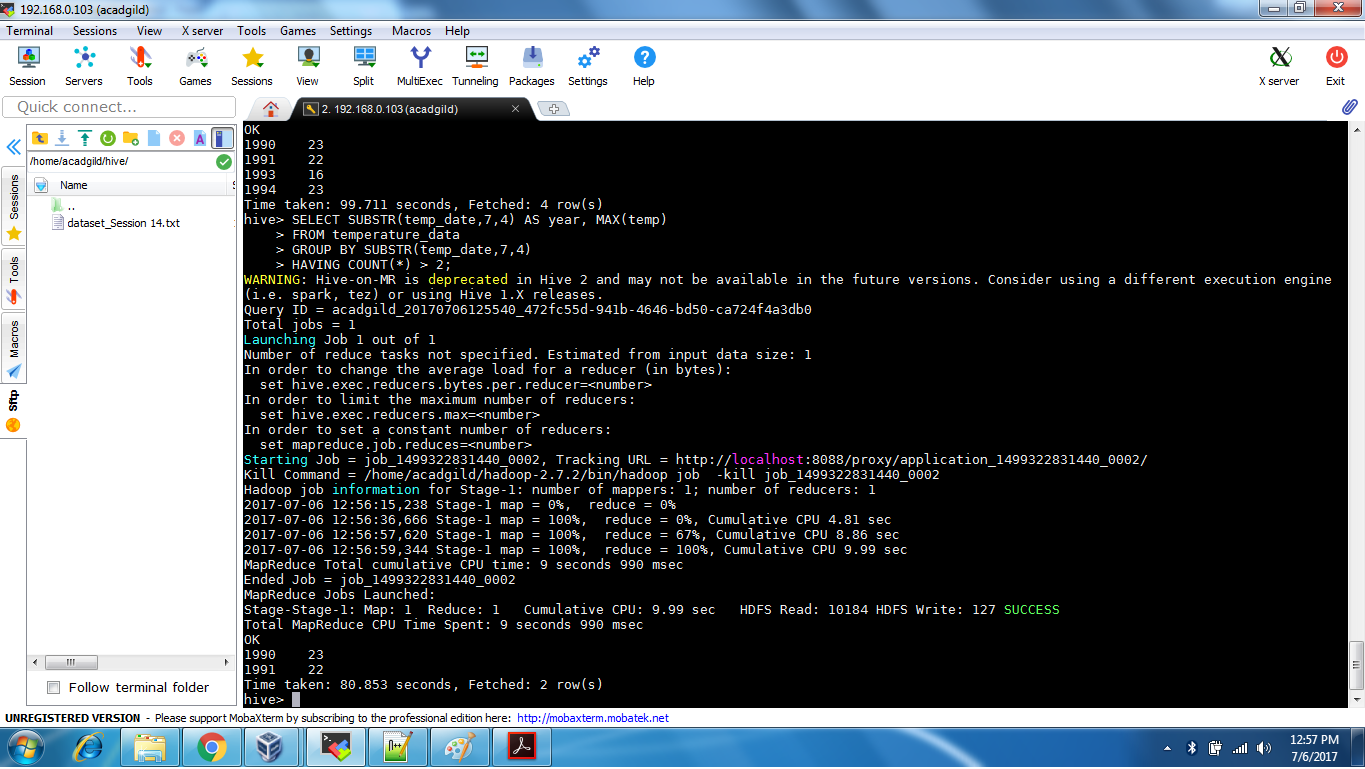 192.168.0.103 (acadgild)
Terminal Sessions View X server Tools Games Settings Macros Help
Session Servers Tools Games Sessions View Split MultiExec Tunneling Packages Settings Help X server Exit
Quick connect...
2. 192.168.0.103 (acadgild)
/home/acadgild/hive/
Name
..
dataset_Session 14.txt
Sessions
Tools
Macros
Sftp
Follow terminal folder
OK
1990    23
1991    22
1993    16
1994    23
Time taken: 99.711 seconds, Fetched: 4 row(s)
hive> SELECT SUBSTR(temp_date,7,4) AS year, MAX(temp)
    > FROM temperature_data
    > GROUP BY SUBSTR(temp_date,7,4)
    > HAVING COUNT(*) > 2;
WARNING: Hive-on-MR is deprecated in Hive 2 and may not be available in the future versions. Consider using a different execution engine
(i.e. spark, tez) or using Hive 1.X releases.
Query ID = acadgild_20170706125540_472fc55d-941b-4646-bd50-ca724f4a3db0
Total jobs = 1
Launching Job 1 out of 1
Number of reduce tasks not specified. Estimated from input data size: 1
In order to change the average load for a reducer (in bytes):
  set hive.exec.reducers.bytes.per.reducer=<number>
In order to limit the maximum number of reducers:
  set hive.exec.reducers.max=<number>
In order to set a constant number of reducers:
  set mapreduce.job.reduces=<number>
Starting Job = job_1499322831440_0002, Tracking URL = http://localhost:8088/proxy/application_1499322831440_0002/
Kill Command = /home/acadgild/hadoop-2.7.2/bin/hadoop job  -kill job_1499322831440_0002
Hadoop job information for Stage-1: number of mappers: 1; number of reducers: 1
2017-07-06 12:56:15,238 Stage-1 map = 0%,  reduce = 0%
2017-07-06 12:56:36,666 Stage-1 map = 100%,  reduce = 0%, Cumulative CPU 4.81 sec
2017-07-06 12:56:57,620 Stage-1 map = 100%,  reduce = 67%, Cumulative CPU 8.86 sec
2017-07-06 12:56:59,344 Stage-1 map = 100%,  reduce = 100%, Cumulative CPU 9.99 sec
MapReduce Total cumulative CPU time: 9 seconds 990 msec
Ended Job = job_1499322831440_0002
MapReduce Jobs Launched:
Stage-Stage-1: Map: 1  Reduce: 1   Cumulative CPU: 9.99 sec   HDFS Read: 10184 HDFS Write: 127 SUCCESS
Total MapReduce CPU Time Spent: 9 seconds 990 msec
OK
1990    23
1991    22
Time taken: 80.853 seconds, Fetched: 2 row(s)
hive>
UNREGISTERED VERSION - Please support MobaXterm by subscribing to the professional edition here: http://mobaxterm.mobatek.net
12:57 PM
7/6/2017